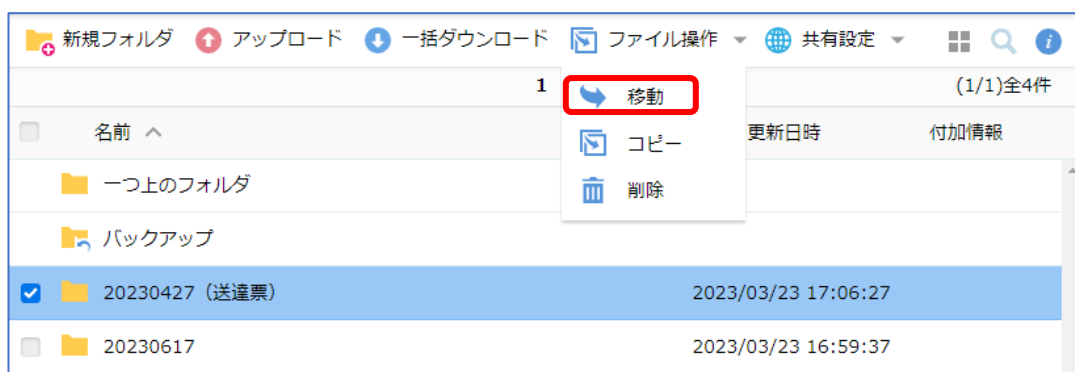 新規フォルダ アップロード 一括ダウンロード ファイル操作 共有設定
1 (1/1)全4件
移動
名前 更新日時 付加情報
コピー
一つ上のフォルダ
削除
バックアップ
20230427（送達票） 2023/03/23 17:06:27
20230617 2023/03/23 16:59:37